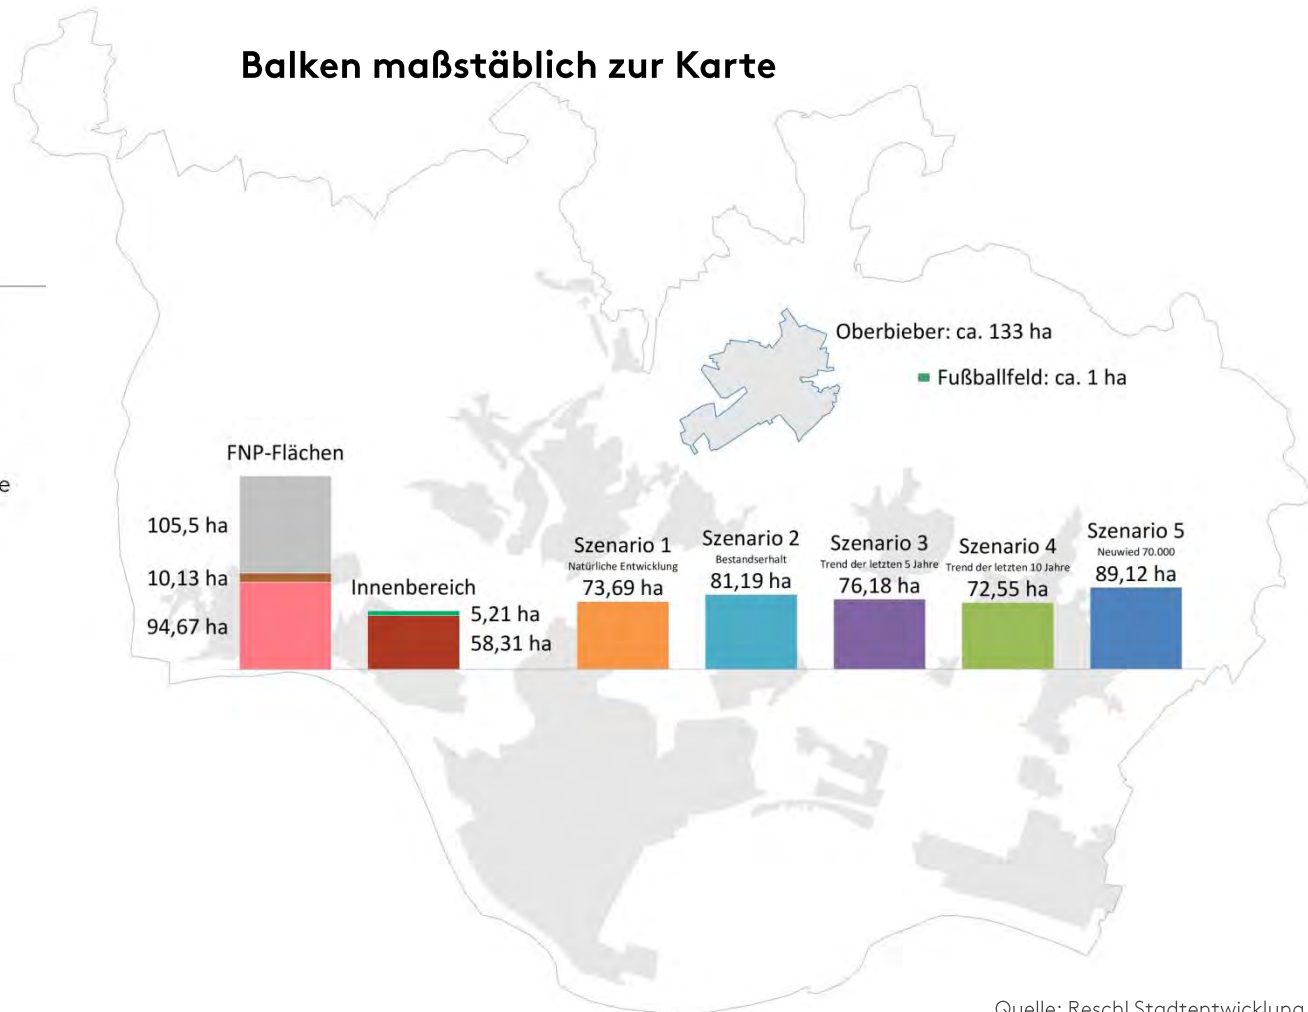 Balken maßstäblich zur Karte
Oberbieber: ca. 133 ha
Fußballfeld: ca. 1 ha
e
FNP-Flächen
105,5 ha
10,13 ha
94,67 ha
Innenbereich
5,21 ha
58,31 ha
Szenario 1
Natürliche Entwicklung
73,69 ha
Szenario 2
Bestandserhalt
81,19 ha
Szenario 3
Trend der letzten 5 Jahre
76,18 ha
Szenario 4
Trend der letzten 10 Jahre
72,55 ha
Szenario 5
Neuwied 70.000
89,12 ha
Quelle: Reschl Stadtentwicklung